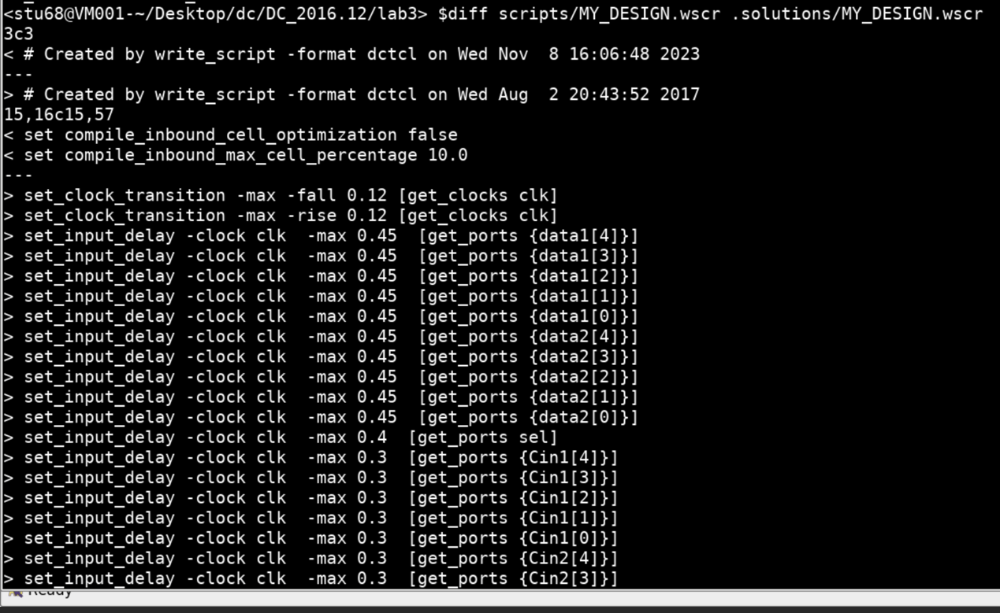 <stu68@VM001-~/Desktop/dc/DC_2016.12/lab3> $diff scripts/MY_DESIGN.wscr .solutions/MY_DESIGN.wscr
3c3
< # Created by write_script -format dctcl on Wed Nov  8 16:06:48 2023
---
> # Created by write_script -format dctcl on Wed Aug  2 20:43:52 2017
15,16c15,57
< set compile_inbound_cell_optimization false
< set compile_inbound_max_cell_percentage 10.0
---
> set_clock_transition -max -fall 0.12 [get_clocks clk]
> set_clock_transition -max -rise 0.12 [get_clocks clk]
> set_input_delay -clock clk  -max 0.45  [get_ports {data1[4]}]
> set_input_delay -clock clk  -max 0.45  [get_ports {data1[3]}]
> set_input_delay -clock clk  -max 0.45  [get_ports {data1[2]}]
> set_input_delay -clock clk  -max 0.45  [get_ports {data1[1]}]
> set_input_delay -clock clk  -max 0.45  [get_ports {data1[0]}]
> set_input_delay -clock clk  -max 0.45  [get_ports {data2[4]}]
> set_input_delay -clock clk  -max 0.45  [get_ports {data2[3]}]
> set_input_delay -clock clk  -max 0.45  [get_ports {data2[2]}]
> set_input_delay -clock clk  -max 0.45  [get_ports {data2[1]}]
> set_input_delay -clock clk  -max 0.45  [get_ports {data2[0]}]
> set_input_delay -clock clk  -max 0.4  [get_ports sel]
> set_input_delay -clock clk  -max 0.3  [get_ports {Cin1[4]}]
> set_input_delay -clock clk  -max 0.3  [get_ports {Cin1[3]}]
> set_input_delay -clock clk  -max 0.3  [get_ports {Cin1[2]}]
> set_input_delay -clock clk  -max 0.3  [get_ports {Cin1[1]}]
> set_input_delay -clock clk  -max 0.3  [get_ports {Cin1[0]}]
> set_input_delay -clock clk  -max 0.3  [get_ports {Cin2[4]}]
> set_input_delay -clock clk  -max 0.3  [get_ports {Cin2[3]}]
Ready